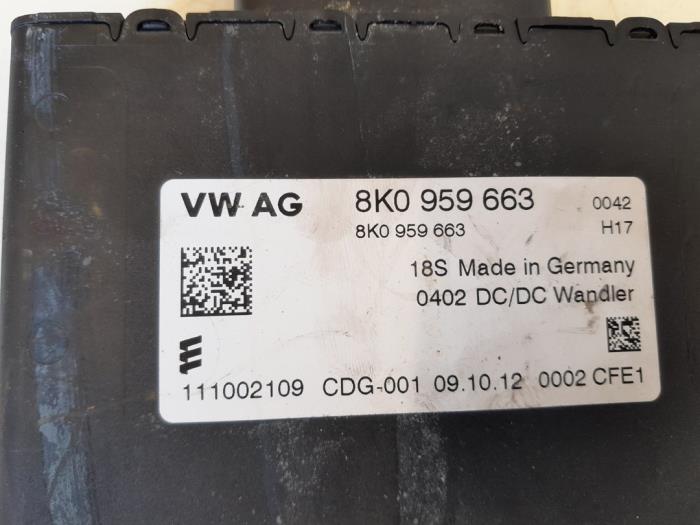 VW AG 8K0 959 663 0042
8K0 959 663 H17
18S Made in Germany
0402 DC/DC Wandler
111002109 CDG-001 09.10.12 0002 CFE1